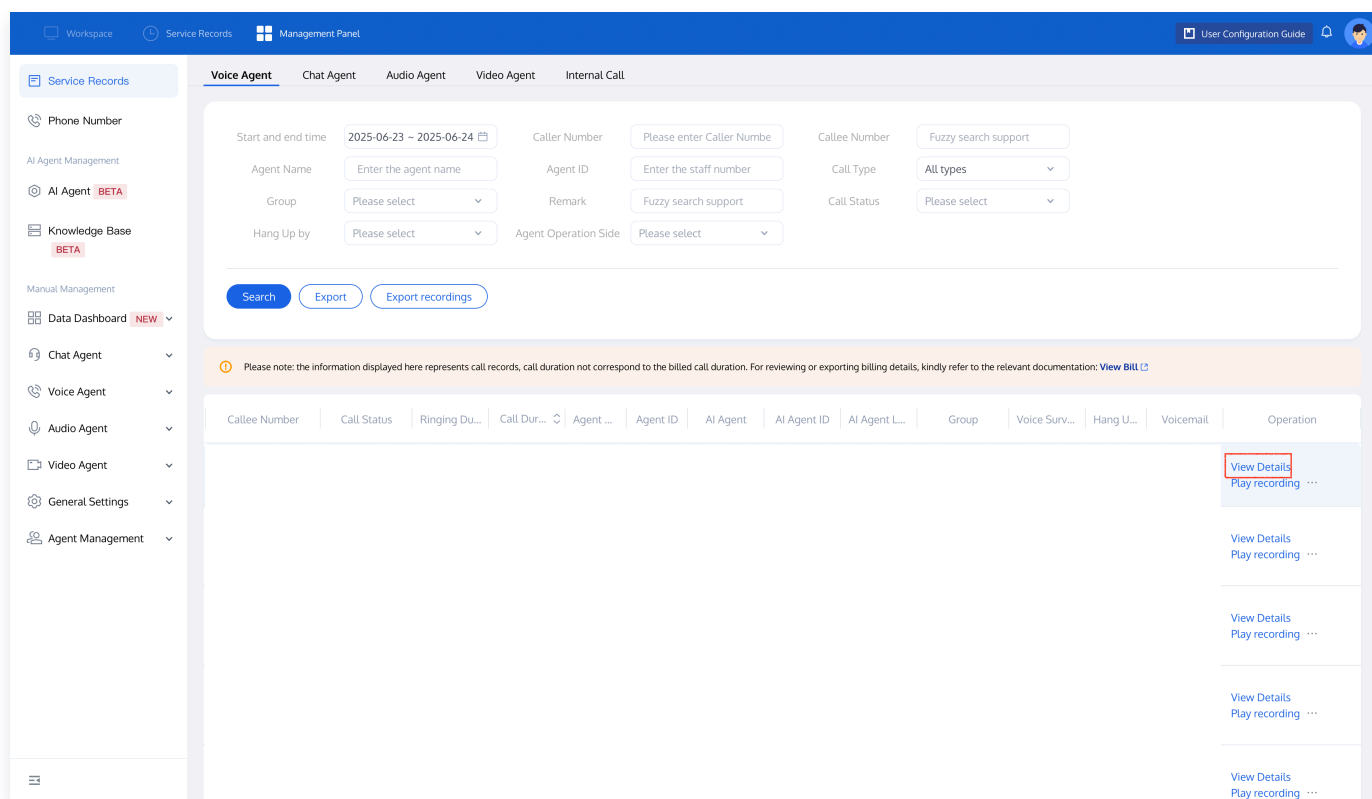 Workspace Service Records Management Panel User Configuration Guide
Service Records
Phone Number
AI Agent Management
AI Agent BETA
Knowledge Base
BETA
Manual Management
Data Dashboard NEW
Chat Agent
Voice Agent
Audio Agent
Video Agent
General Settings
Agent Management
Voice Agent Chat Agent Audio Agent Video Agent Internal Call
Start and end time 2025-06-23 ~ 2025-06-24 Caller Number Please enter Caller Numbe Callee Number Fuzzy search support
Agent Name Enter the agent name Agent ID Enter the staff number Call Type All types
Group Please select Remark Fuzzy search support Call Status Please select
Hang Up by Please select Agent Operation Side Please select
Search Export Export recordings
Please note: the information displayed here represents call records, call duration not correspond to the billed call duration. For reviewing or exporting billing details, kindly refer to the relevant documentation: View Bill
Callee Number Call Status Ringing Du... Call Dur... Agent ... Agent ID AI Agent AI Agent ID AI Agent L... Group Voice Surv... Hang U... Voicemail Operation
View Details
Play recording ...
View Details
Play recording ...
View Details
Play recording ...
View Details
Play recording ...
View Details
Play recording ...